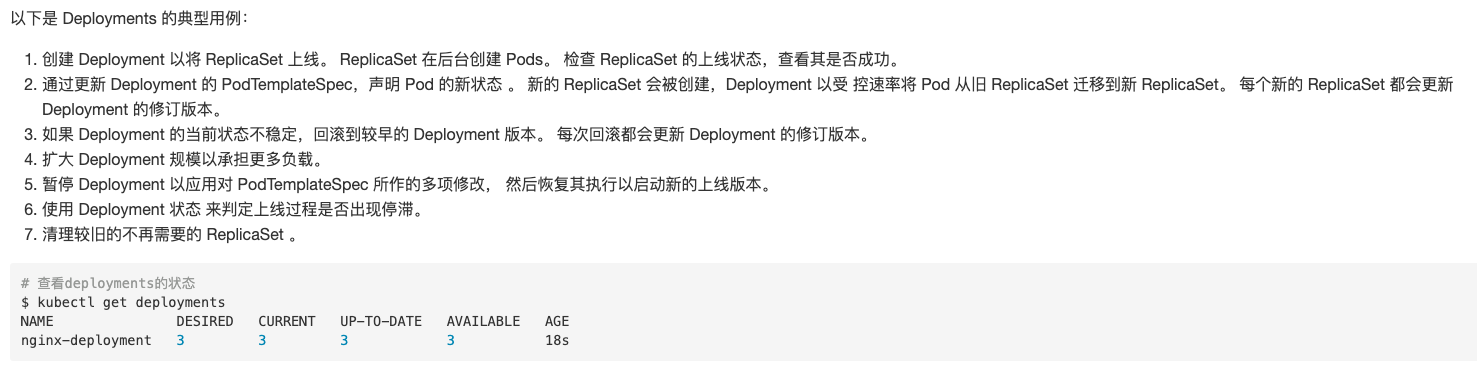 以下是 Deployments 的典型用例：
1. 创建 Deployment 以将 ReplicaSet 上线。 ReplicaSet 在后台创建 Pods。 检查 ReplicaSet 的上线状态，查看其是否成功。
2. 通过更新 Deployment 的 PodTemplateSpec，声明 Pod 的新状态 。 新的 ReplicaSet 会被创建，Deployment 以受 控速率将 Pod 从旧 ReplicaSet 迁移到新 ReplicaSet。 每个新的 ReplicaSet 都会更新
Deployment 的修订版本。
3. 如果 Deployment 的当前状态不稳定，回滚到较早的 Deployment 版本。 每次回滚都会更新 Deployment 的修订版本。
4. 扩大 Deployment 规模以承担更多负载。
5. 暂停 Deployment 以应用对 PodTemplateSpec 所作的多项修改， 然后恢复其执行以启动新的上线版本。
6. 使用 Deployment 状态 来判定上线过程是否出现停滞。
7. 清理较旧的不再需要的 ReplicaSet 。
# 查看deployments的状态
$ kubectl get deployments
NAME DESIRED CURRENT UP-TO-DATE AVAILABLE AGE
nginx-deployment 3 3 3 3 18s